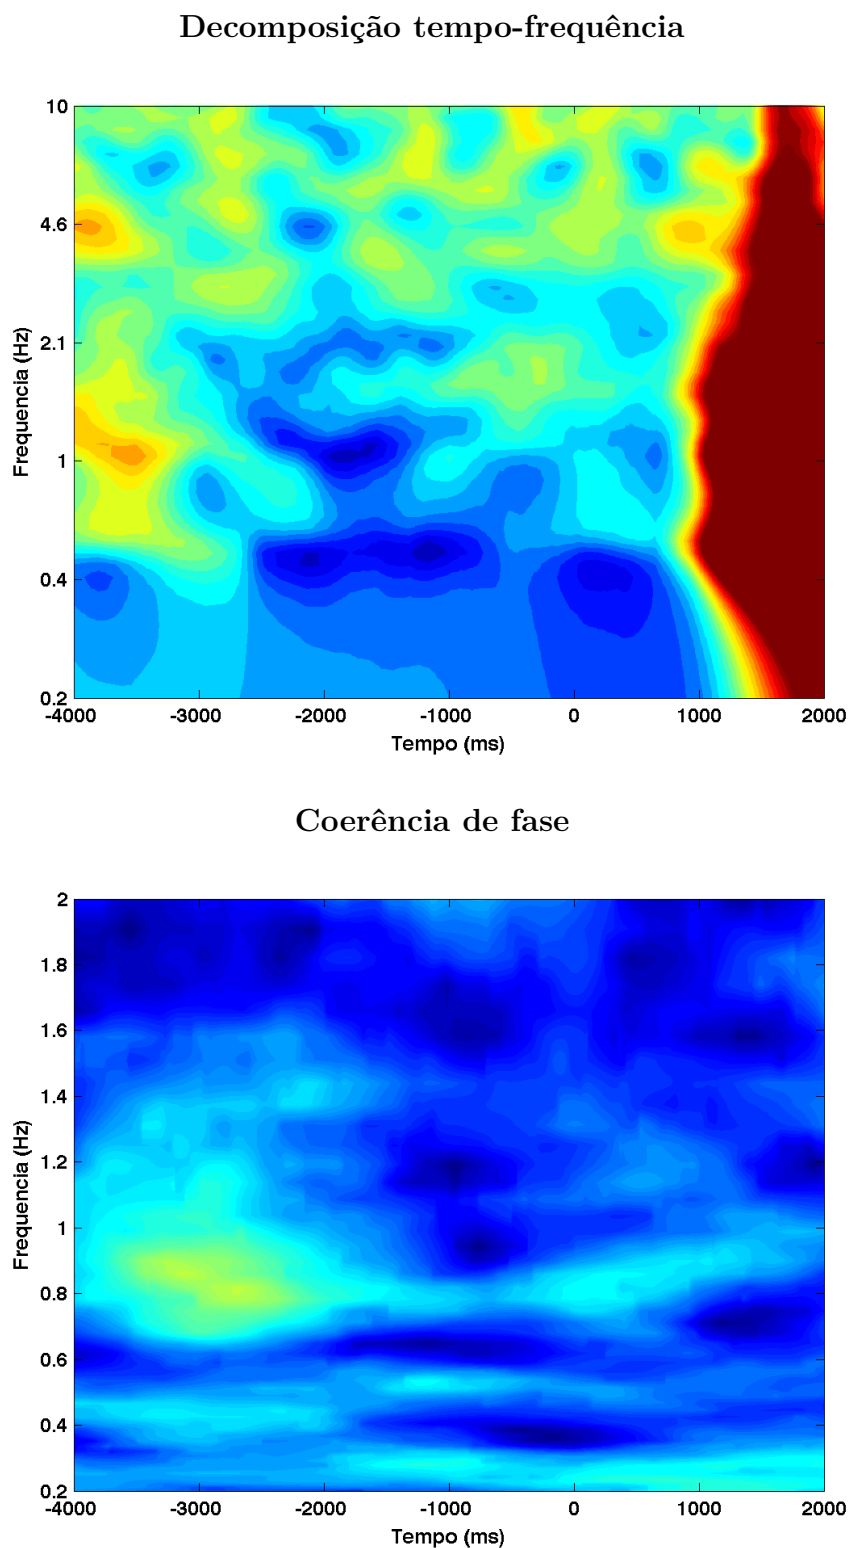 Decomposição tempo-frequência
10
4.6
2.1
1
0.4
0.2
Frequencia (Hz)
-4000 -3000 -2000 -1000 0 1000 2000
Tempo (ms)
Coerência de fase
2
1.8
1.6
1.4
1.2
1
0.8
0.6
0.4
0.2
Frequencia (Hz)
-4000 -3000 -2000 -1000 0 1000 2000
Tempo (ms)